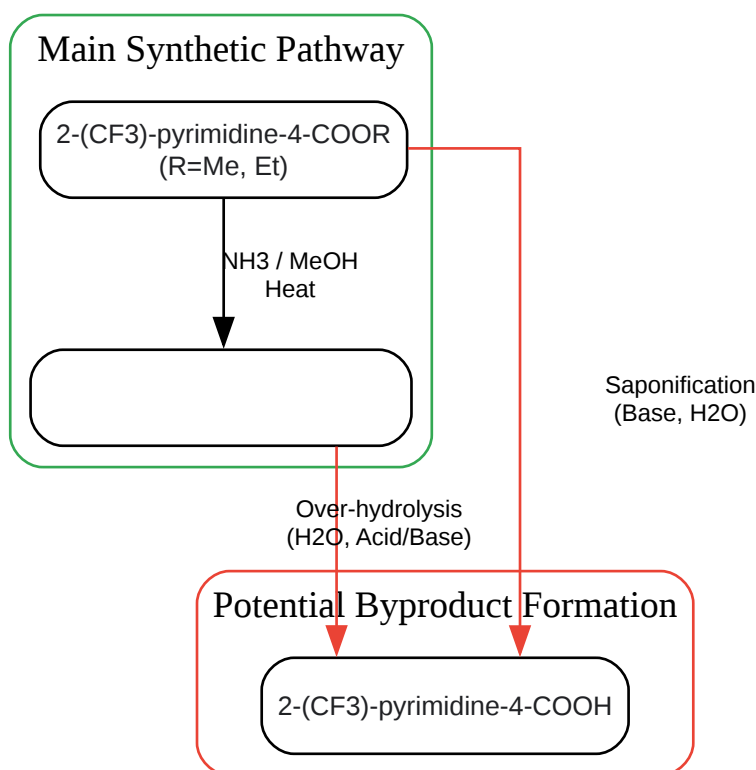 Main Synthetic Pathway
2-(CF3)-pyrimidine-4-COOR
(R=Me, Et)
NH3 / MeOH
Heat
Saponification
(Base, H2O)
Over-hydrolysis
(H2O, Acid/Base)
Potential Byproduct Formation
2-(CF3)-pyrimidine-4-COOH